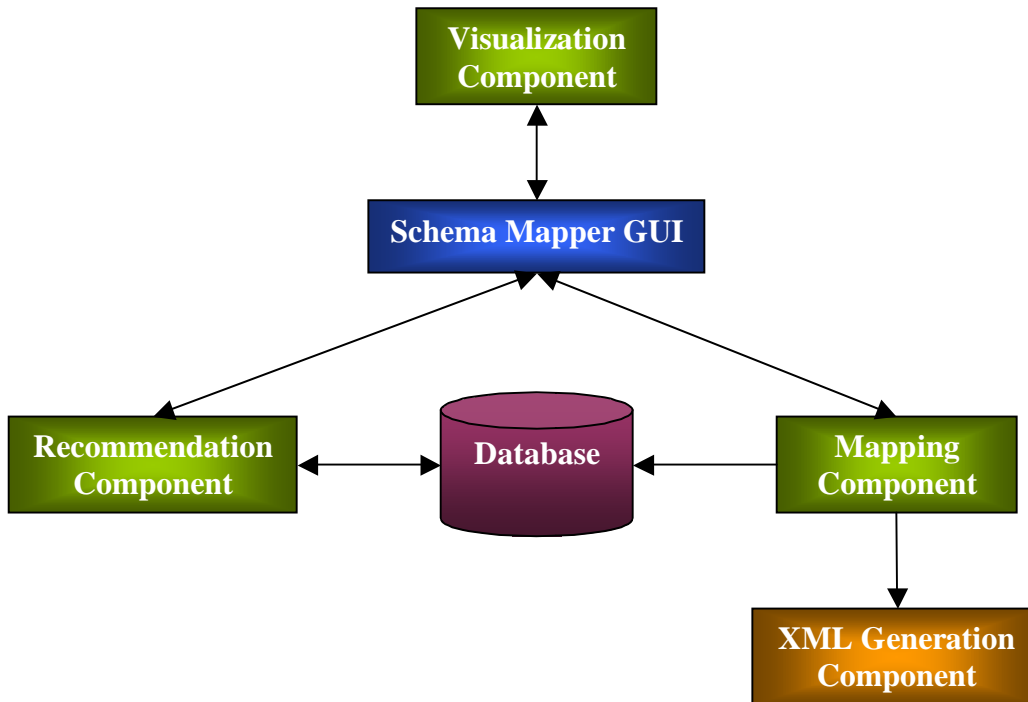 Visualization
Component
Schema Mapper GUI
Recommendation
Component
Database
Mapping
Component
XML Generation
Component